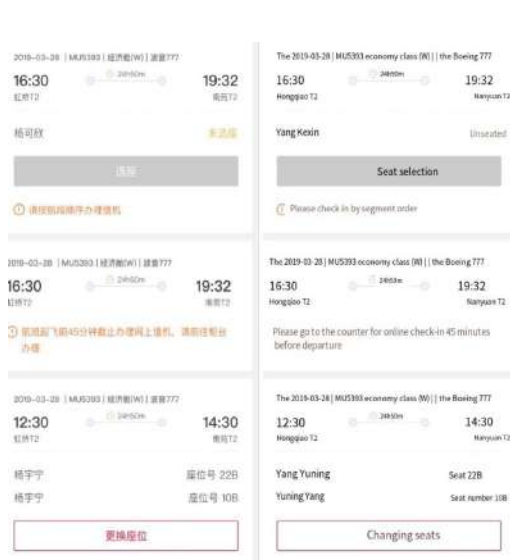 2019-03-28 | MU5393 | 经济舱(W) | 波音777
16:30
24h50m
19:32
虹桥T2
南苑T2
杨可欣
未选座
选座
请按航段顺序办理值机
2019-03-28 | MU5393 | 经济舱(W) | 波音777
16:30
24h50m
19:32
虹桥T2
南苑T2
航班起飞前45分钟截止办理网上值机，请前往柜台
办理
2019-03-28 | MU5393 | 经济舱(W) | 波音777
12:30
24h50m
14:30
虹桥T2
南苑T2
杨宇宁
座位号 22B
杨宇宁
座位号 10B
更换座位
The 2019-03-28 | MU5393 economy class (W) | | the Boeing 777
16:30
24h50m
19:32
Hongqiao T2
Nanyuan T2
Yang Kexin
Unseated
Seat selection
Please check in by segment order
The 2019-03-28 | MU5393 economy class (W) | | the Boeing 777
16:30
24h50m
19:32
Hongqiao T2
Nanyuan T2
Please go to the counter for online check-in 45 minutes
before departure
The 2019-03-28 | MU5393 economy class (W) | | the Boeing 777
12:30
24h50m
14:30
Hongqiao T2
Nanyuan T2
Yang Yuning
Seat 22B
Yuning Yang
Seat number 10B
Changing seats